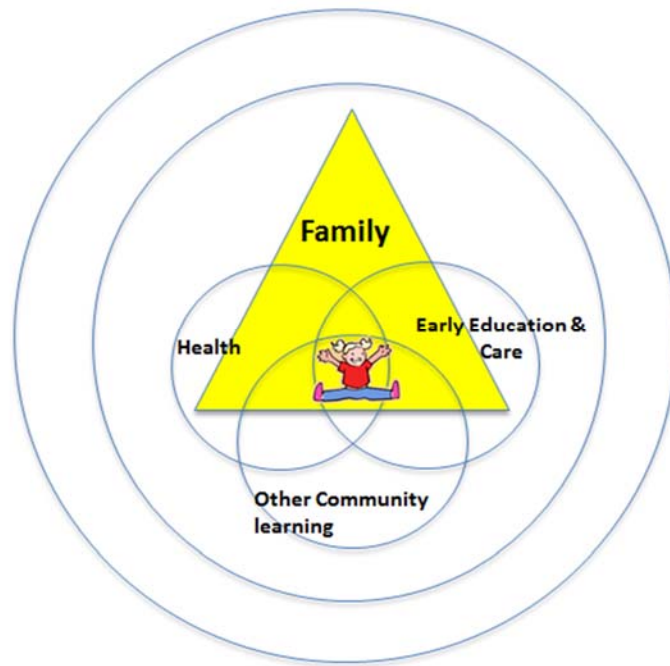 Family
Health
Early Education &
Care
Other Community
learning